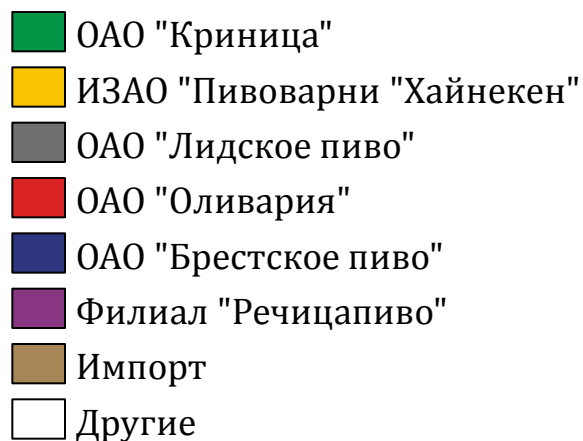 ОАО "Криница"
ИЗАО "Пивоварни "Хайнекен"
ОАО "Лидское пиво"
ОАО "Оливария"
ОАО "Брестское пиво"
Филиал "Речицапиво"
Импорт
Другие